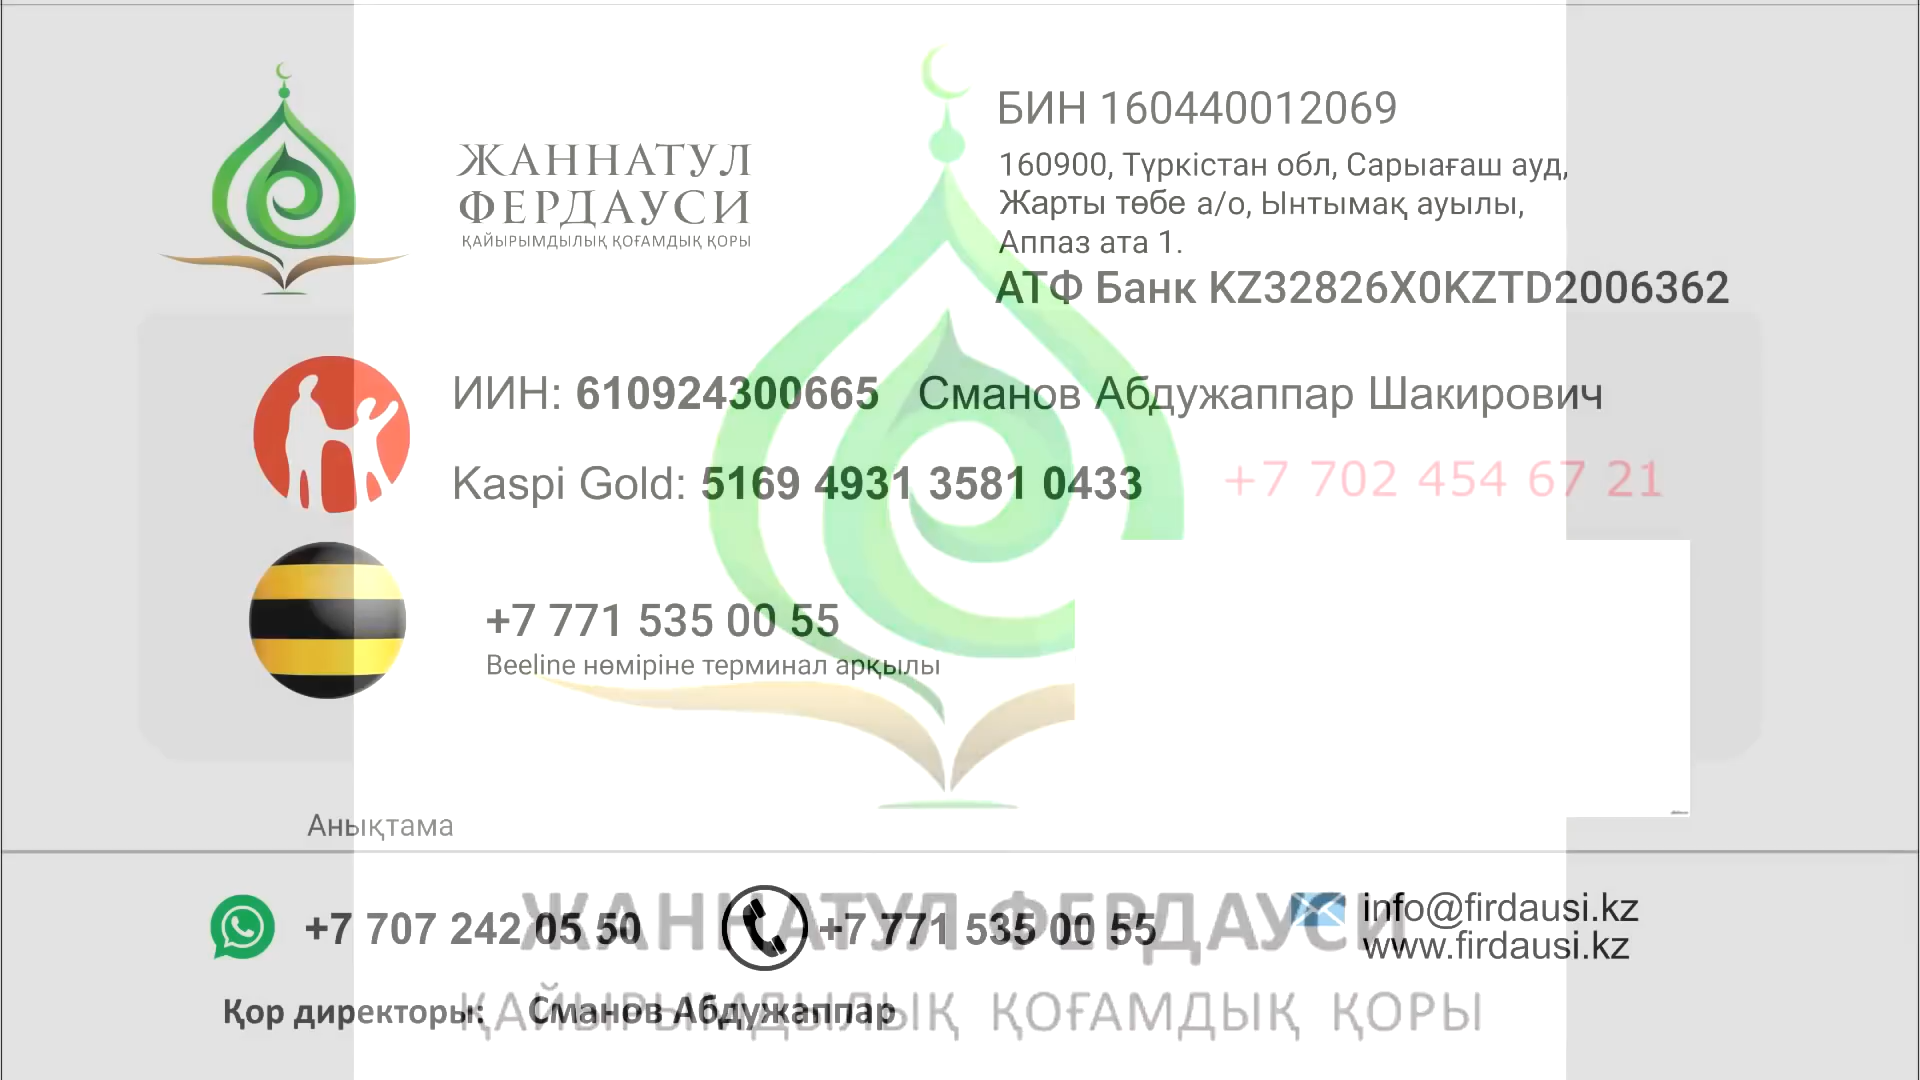 ЖАННАТУЛ
ФЕРДАУСИ
ҚАЙЫРЫМДЫЛЫҚ ҚОҒАМДЫҚ ҚОРЫ
БИН 160440012069
160900, Түркістан обл, Сарыағаш ауд,
Жарты төбе а/о, Ынтымақ ауылы,
Аппаз ата 1.
АТФ Банк KZ32826X0KZTD2006362
ИИН: 610924300665 Сманов Абдужаппар Шакирович
Kaspi Gold: 5169 4931 3581 0433 +7 702 454 67 21
+7 771 535 00 55
Beeline нөміріне терминал арқылы
Анықтама
+7 707 242 05 50 +7 771 535 00 55 info@firdausi.kz
www.firdausi.kz
ЖАННАТУЛ ФЕРДАУСИ
Қор директоры: Сманов Абдужаппар
ҚАЙЫРЫМДЫЛЫҚ ҚОҒАМДЫҚ ҚОРЫ